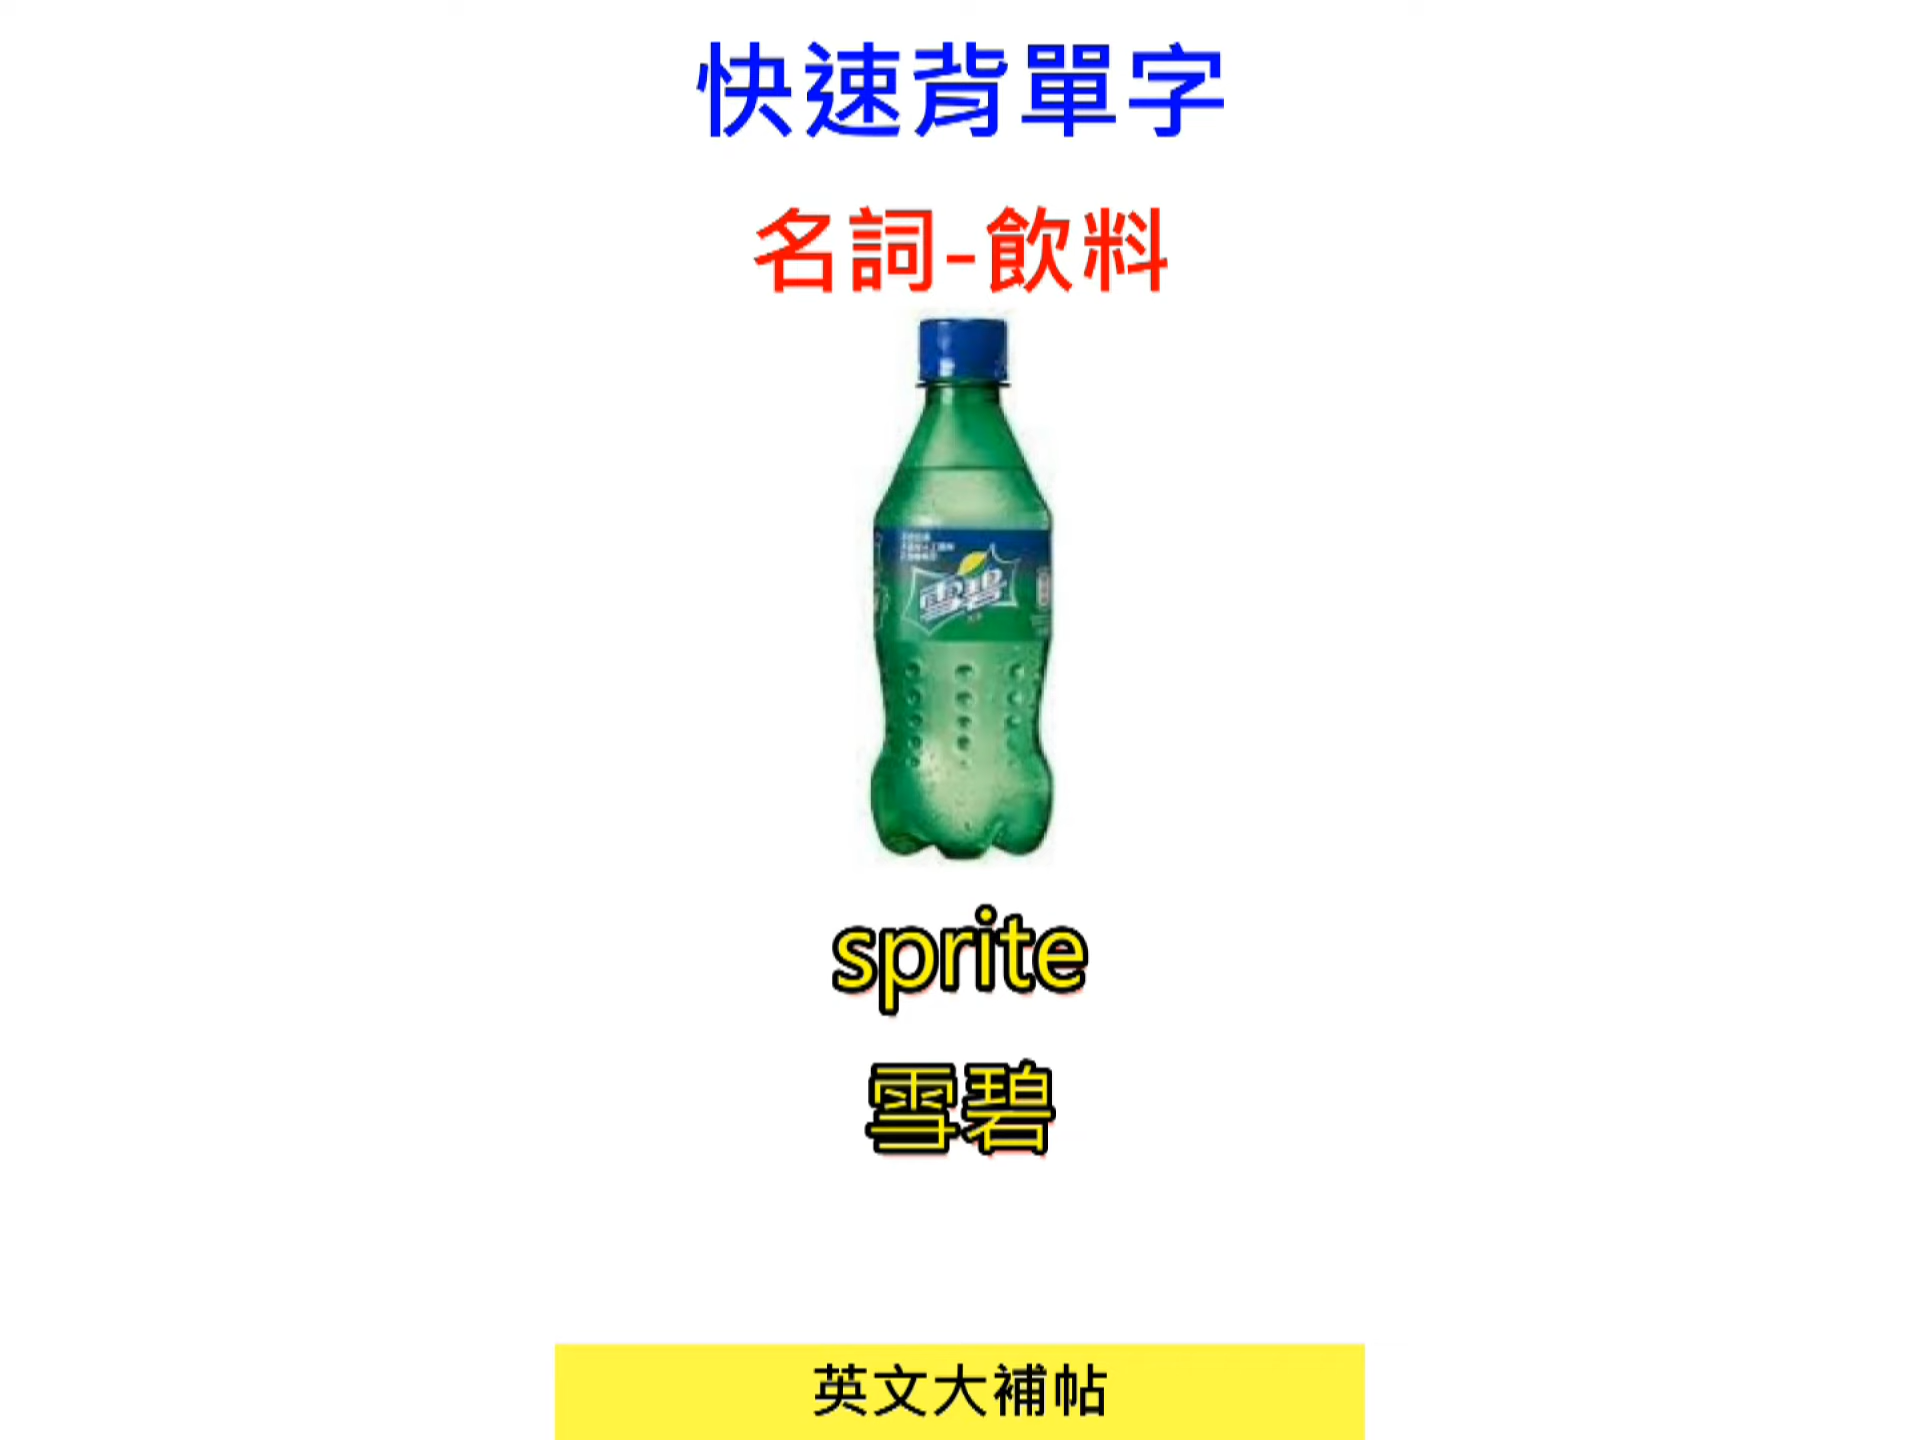 快速背單字
名詞-飲料
雪碧
sprite
雪碧
英文大補帖